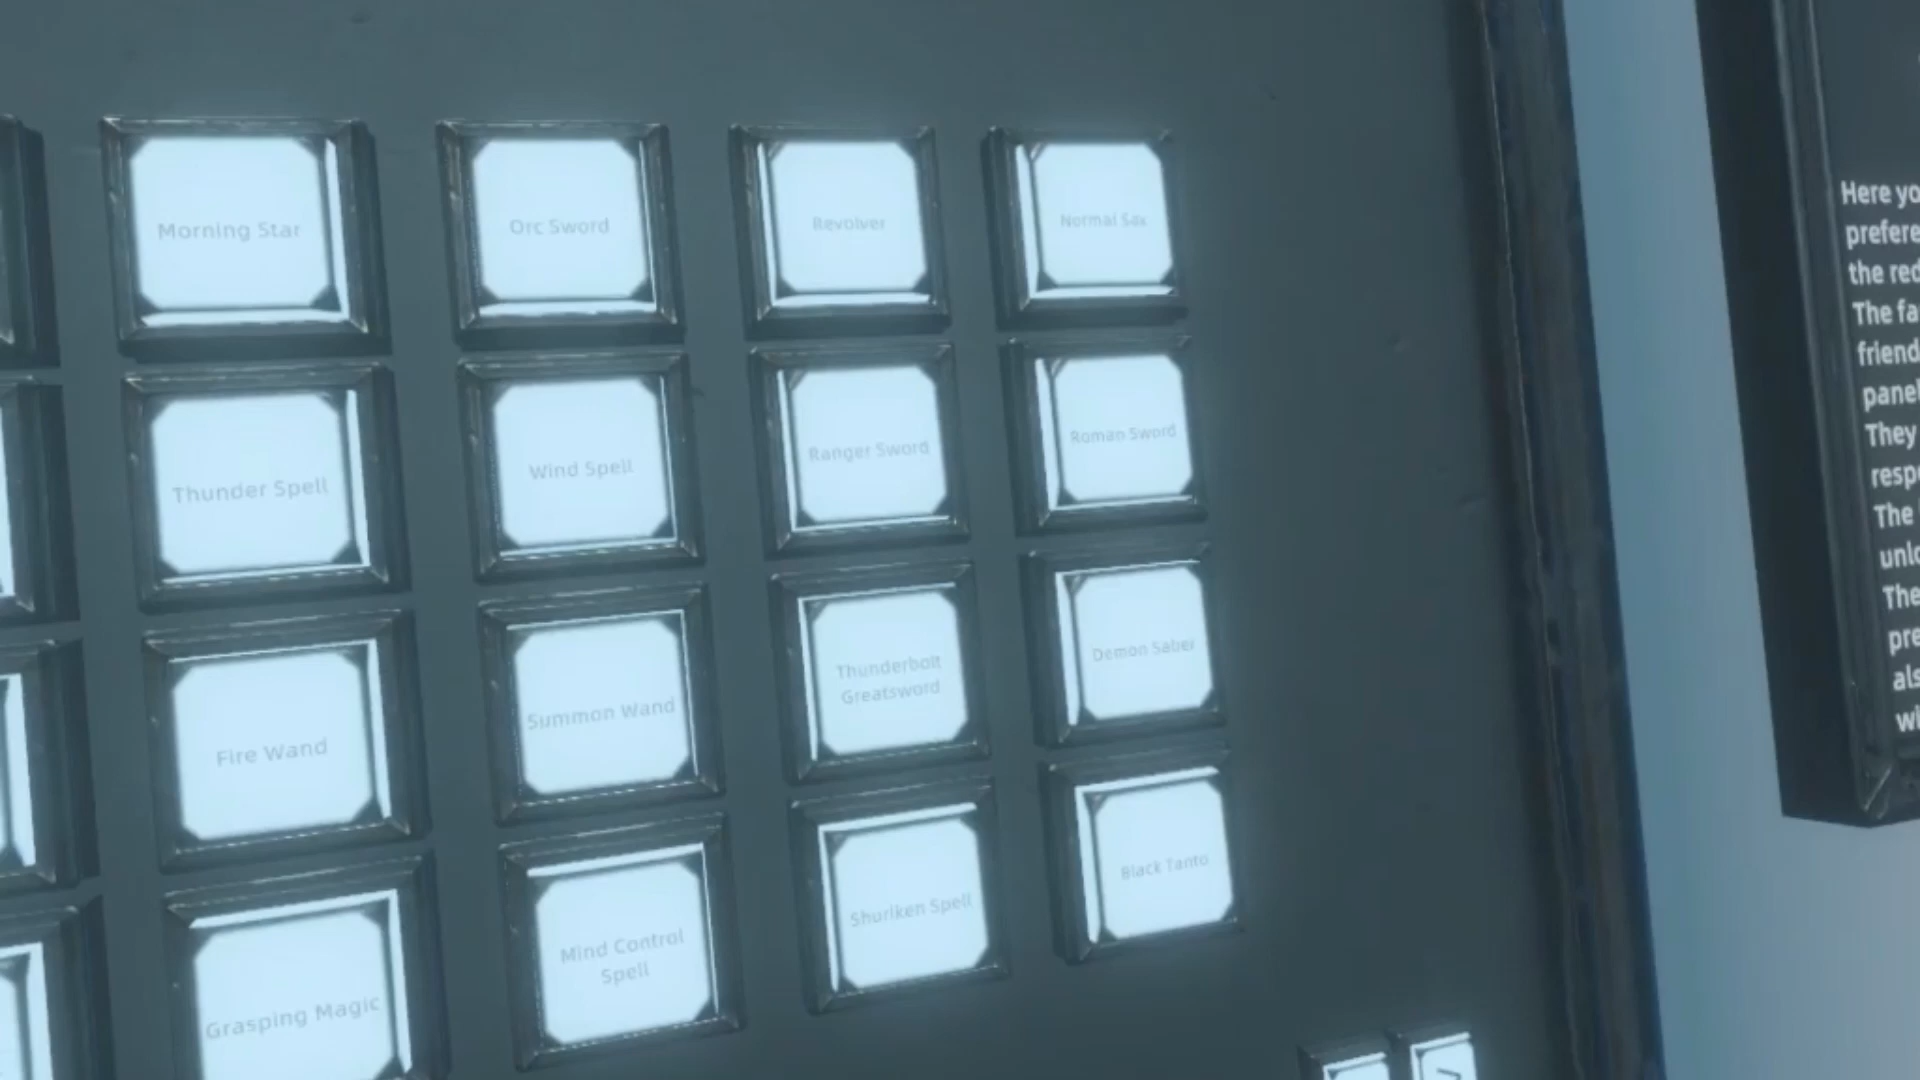 Morning Star
Orc Sword
Revolver
Normal Sax
Thunder Spell
Wind Spell
Ranger Sword
Roman Sword
Fire Wand
Summon Wand
Thunderbolt
Greatsword
Demon Saber
Grasping Magic
Mind Control
Spell
Shuriken Spell
Black Tanto
>
Here yo
prefere
the red
The fa
friend
panel
They
respo
The
unlo
The
pre
als
wi